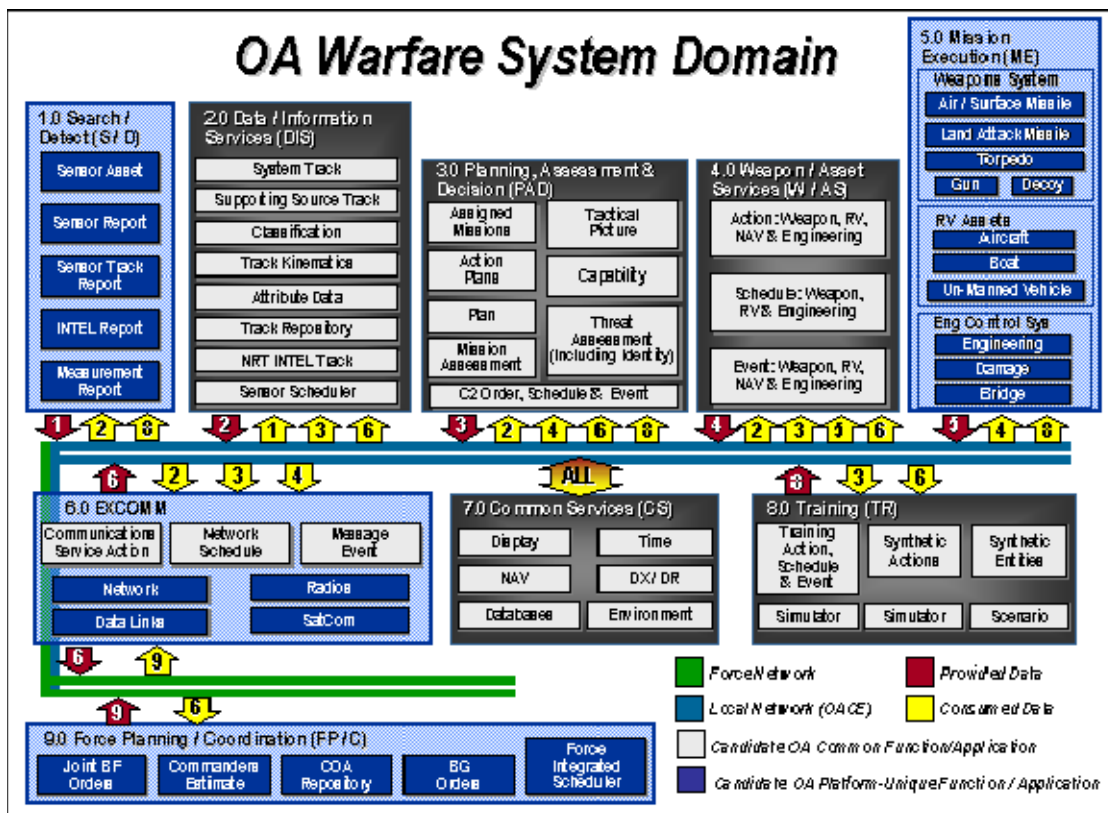 OA Warfare System Domain
1.0 Search /
Detect (S / D)
Sensor Asset
Sensor Report
Sensor Track
Report
INTEL Report
Measurement
Report
2.0 Data / Information
Services (DIS)
System Track
Supporting Source Track
Classification
Track Kinematics
Attribute Data
Track Repository
NRT INTEL Track
Sensor Scheduler
3.0 Planning, Assessment &
Decision (PAD)
Assigned
Missions
Tactical
Picture
Action
Plans
Capability
Plan
Threat
Assessment
(Including Identity)
Mission
Assessment
C2 Order, Schedule & Event
4.0 Weapon / Asset
Services (W / AS)
Action: Weapon, RV,
NAV & Engineering
Schedule: Weapon,
RV & Engineering
Event: Weapon, RV,
NAV & Engineering
5.0 Mission
Execution (ME)
Weapons System
Air / Surface Missile
Land Attack Missile
Torpedo
Gun
Decoy
RV Assets
Aircraft
Boat
Un-Manned Vehicle
Eng Control Sys
Engineering
Damage
Bridge
1 2 8
2 1 3 6
3 2 4 6 8
4 2 3 5 6
5 4 8
6 2 3 4
ALL
8 3 6
6.0 EXCOMM
Communications
Service Action
Network
Schedule
Message
Event
Network
Radios
Data Links
SatCom
7.0 Common Services (CS)
Display
Time
NAV
DX / DR
Databases
Environment
8.0 Training (TR)
Training
Action,
Schedule
& Event
Synthetic
Actions
Synthetic
Entities
Simulator
Simulator
Scenario
6 9
9 6
9.0 Force Planning / Coordination (FP / C)
Joint BF
Orders
Commanders
Estimate
COA
Repository
BG
Orders
Force
Integrated
Scheduler
Force Network
Provided Data
Local Network (OACE)
Consumed Data
Candidate OA Common Function/Application
Candidate OA Platform-Unique Function / Application